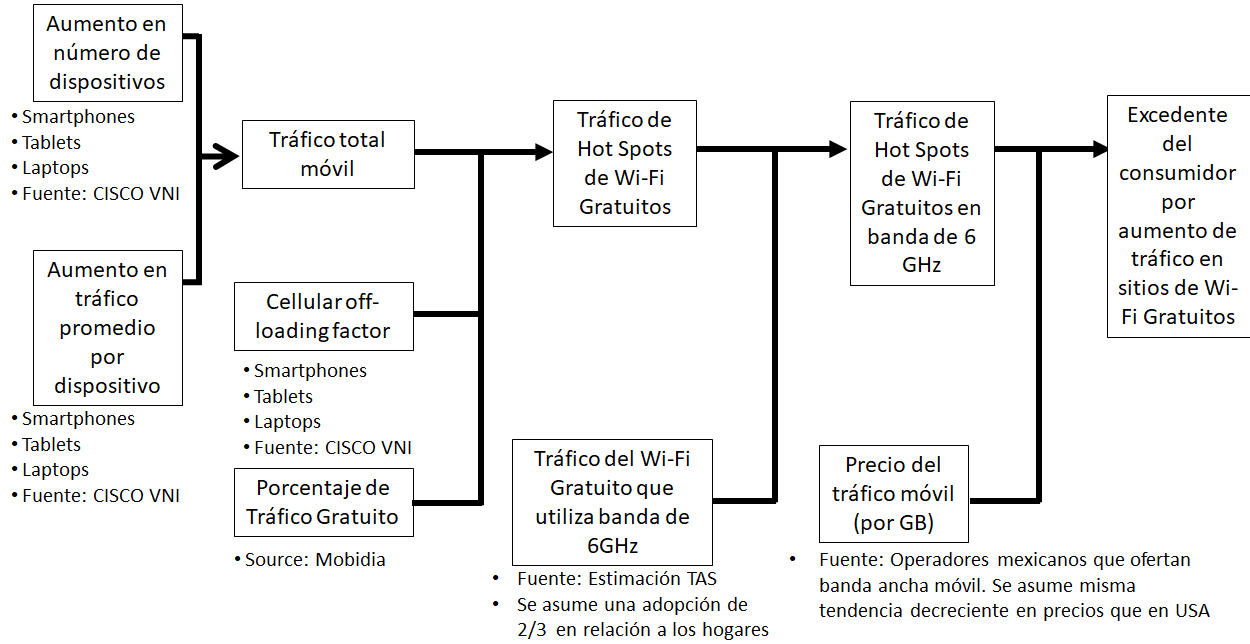 Aumento en
número de
dispositivos
• Smartphones
• Tablets
• Laptops
• Fuente: CISCO VNI
Aumento en
tráfico
promedio
por
dispositivo
• Smartphones
• Tablets
• Laptops
• Fuente: CISCO VNI
Tráfico total
móvil
Cellular off-
loading factor
• Smartphones
• Tablets
• Laptops
• Fuente: CISCO VNI
Porcentaje de
Tráfico Gratuito
• Source: Mobidia
Tráfico de
Hot Spots
de Wi-Fi
Gratuitos
Tráfico del Wi-Fi
Gratuito que
utiliza banda de
6GHz
• Fuente: Estimación TAS
• Se asume una adopción de
2/3 en relación a los hogares
Tráfico de
Hot Spots
de Wi-Fi
Gratuitos en
banda de 6
GHz
Precio del
tráfico móvil
(por GB)
• Fuente: Operadores mexicanos que ofertan
banda ancha móvil. Se asume misma
tendencia decreciente en precios que en USA
Excedente
del
consumidor
por
aumento de
tráfico en
sitios de Wi-
Fi Gratuitos